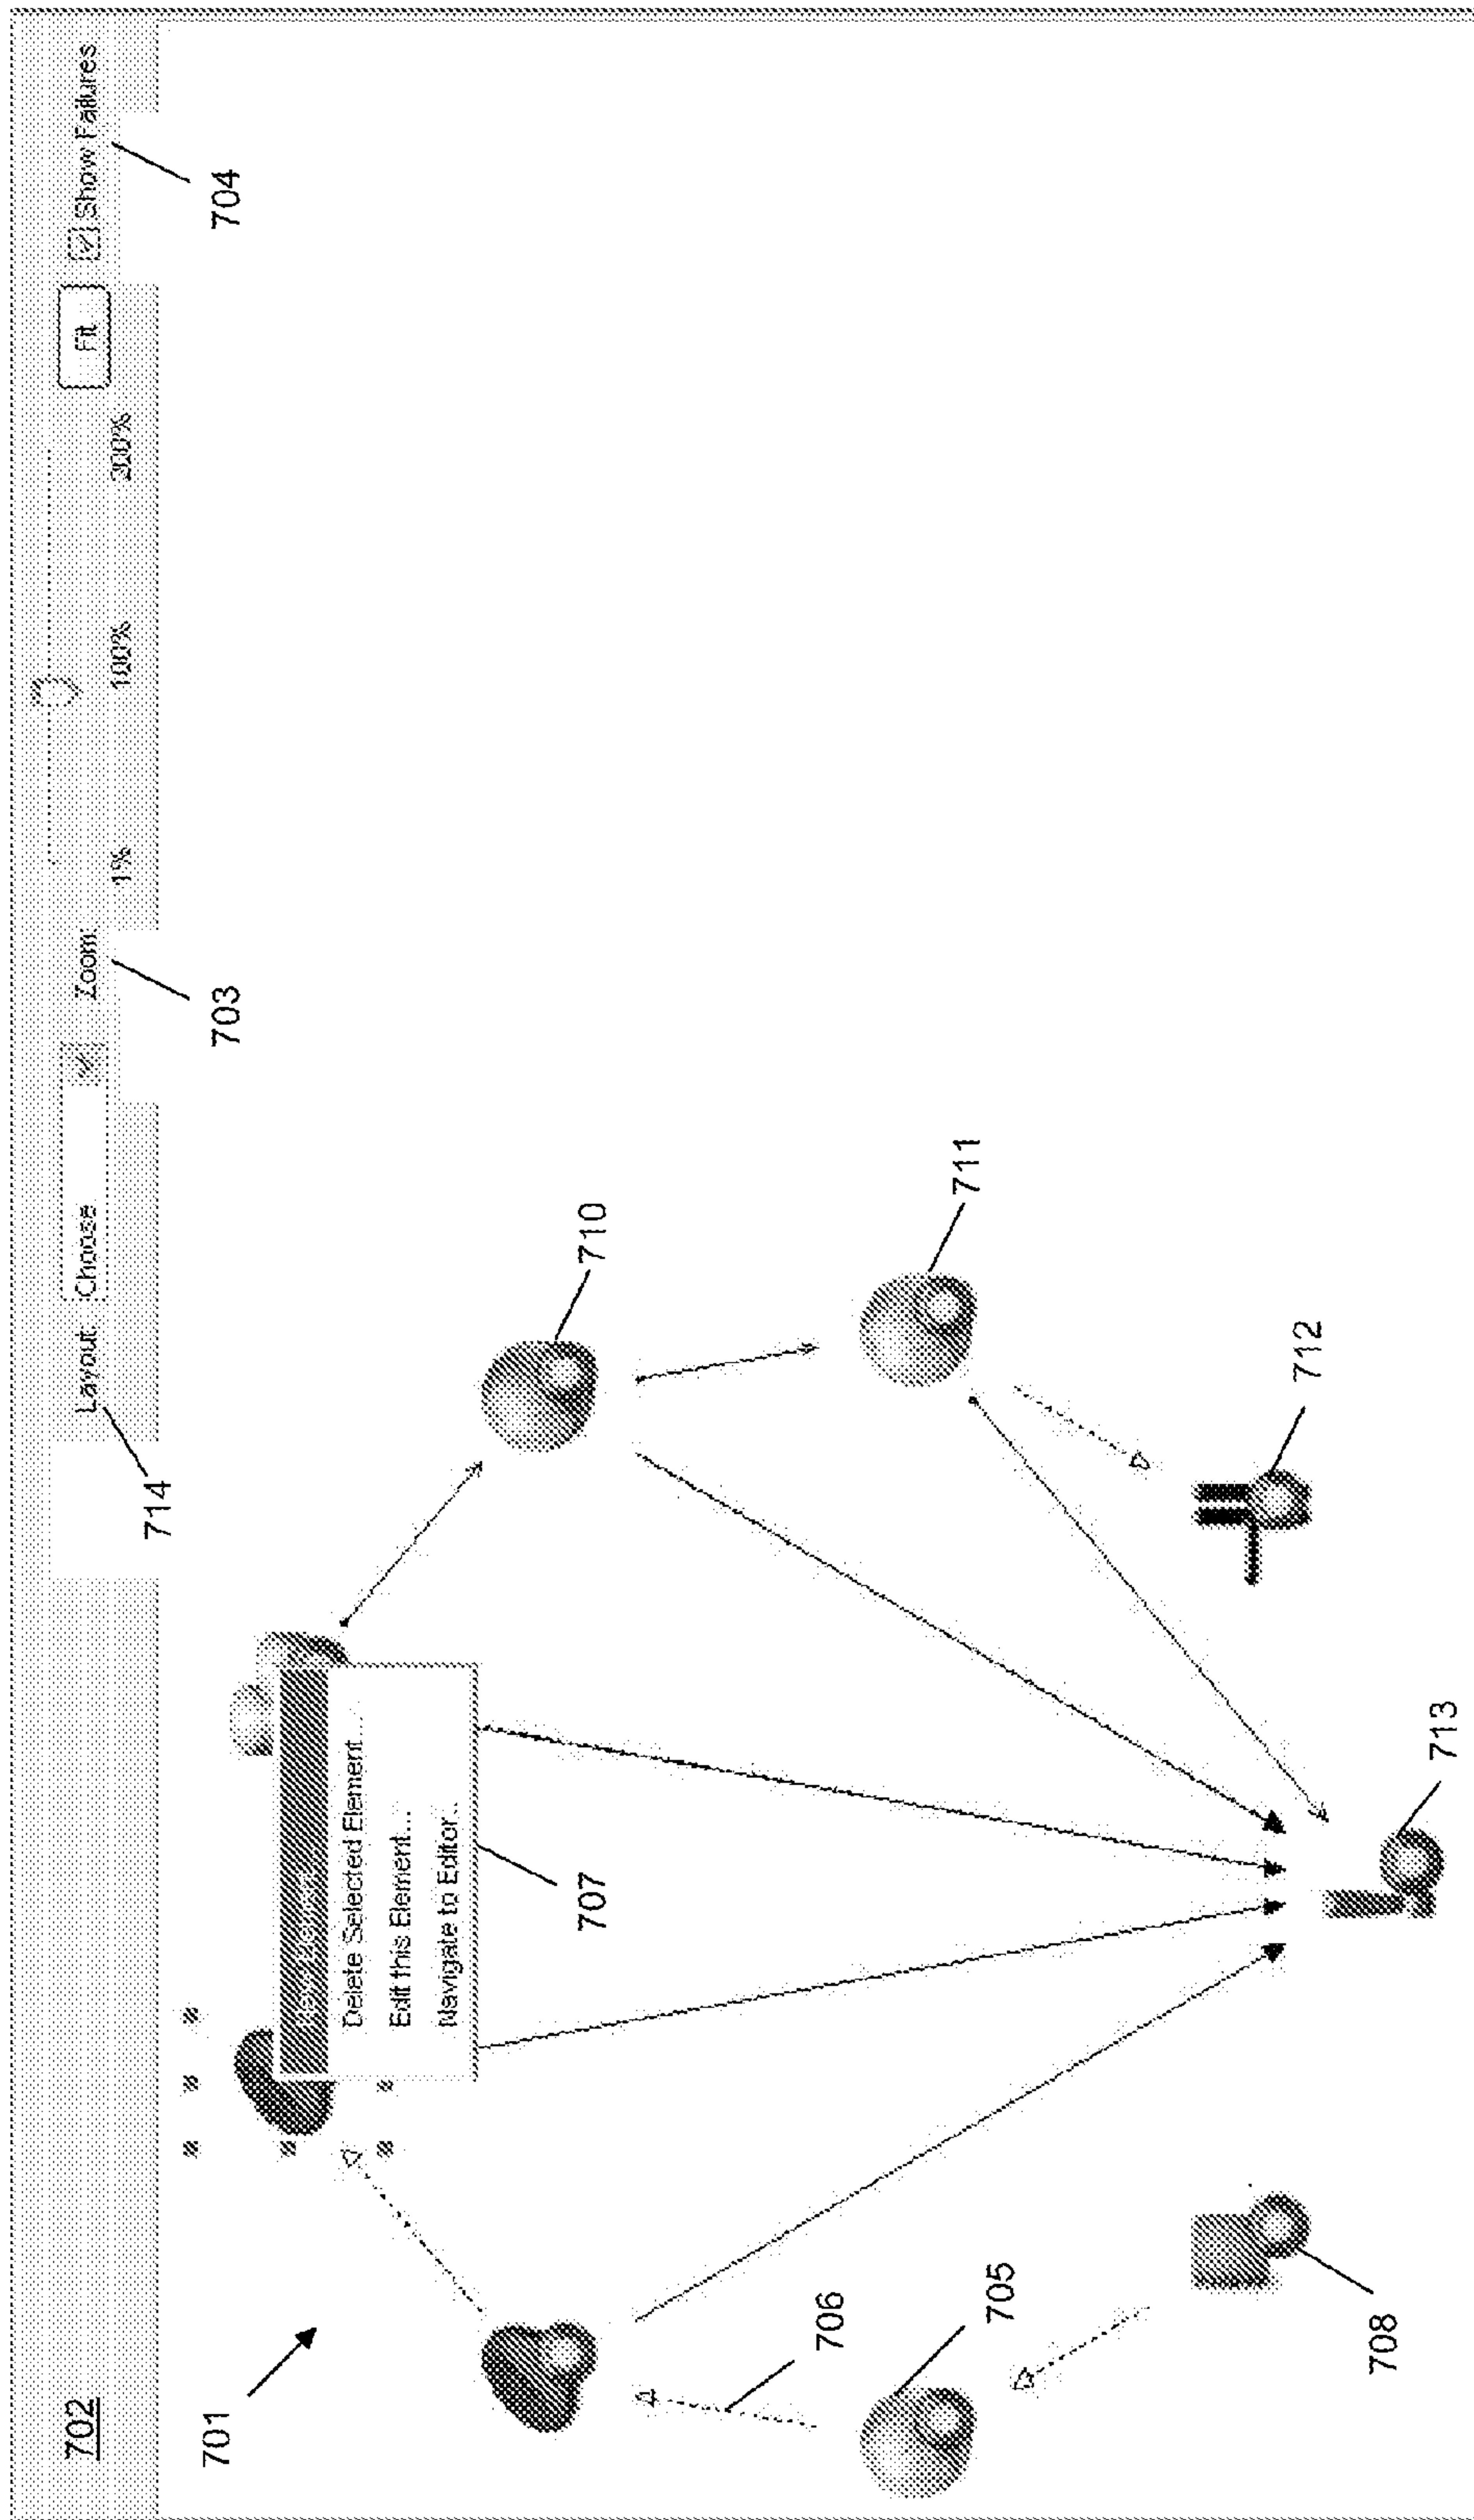 702
Layout: Choose
Zoom:
1%
100%
200%
Fit
Show Failures
714
703
704
701
Delete Selected Element...
Edit this Element...
Navigate to Editor...
707
710
706
705
711
708
712
713